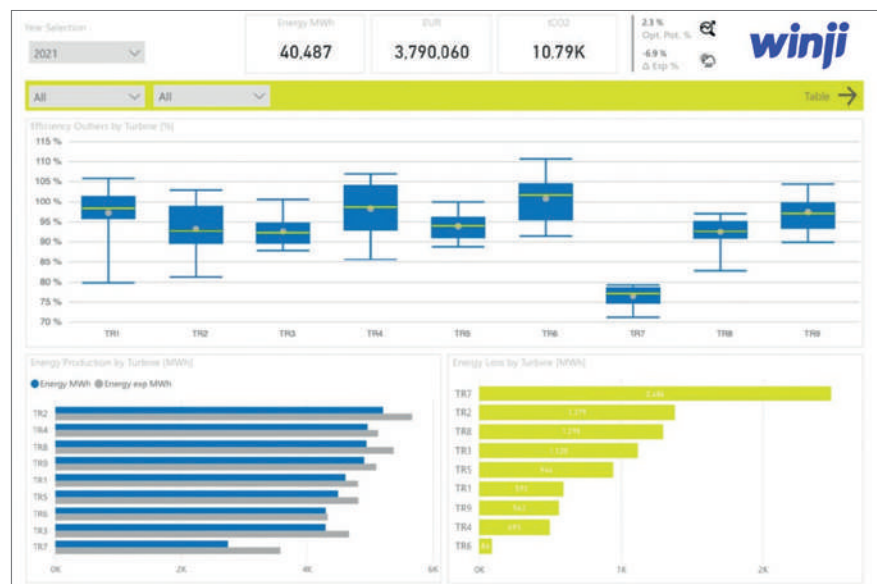 Year Selection
Energy MWh
EUR
tCO2
2.3 %
Opt. Pot. %
-6.9 %
Δ Exp %
winji
2021
40,487
3,790,060
10.79K
All
All
Table
Efficiency Outliers by Turbine [%]
115 %
110 %
105 %
100 %
95 %
90 %
85 %
80 %
75 %
70 %
TR1 TR2 TR3 TR4 TR5 TR6 TR7 TR8 TR9
Energy Production by Turbine [MWh]
Energy MWh Energy exp MWh
TR2
TR4
TR8
TR9
TR1
TR5
TR6
TR3
TR7
0K 2K 4K 6K
Energy Loss by Turbine [MWh]
TR7
TR2
TR8
TR1
TR5
TR1
TR9
TR4
TR6
0K 1K 2K